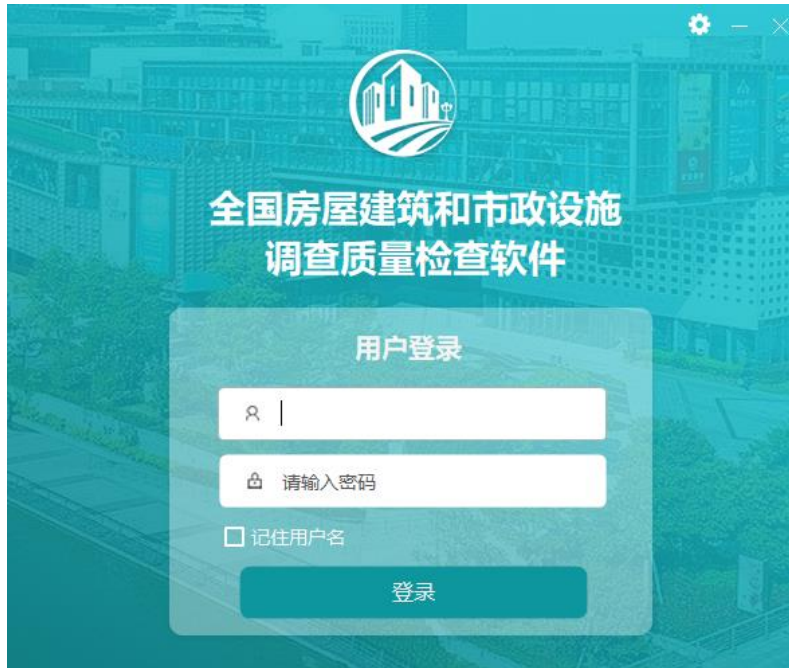 全国房屋建筑和市政设施
调查质量检查软件
用户登录
请输入密码
记住用户名
登录